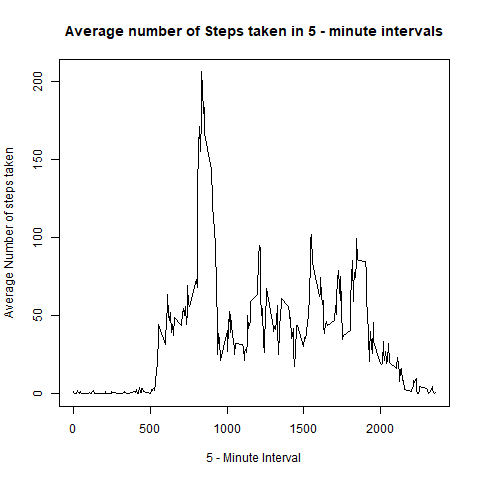 Average number of Steps taken in 5 - minute intervals
Average Number of steps taken
200
150
100
50
0
0 500 1000 1500 2000
5 - Minute Interval